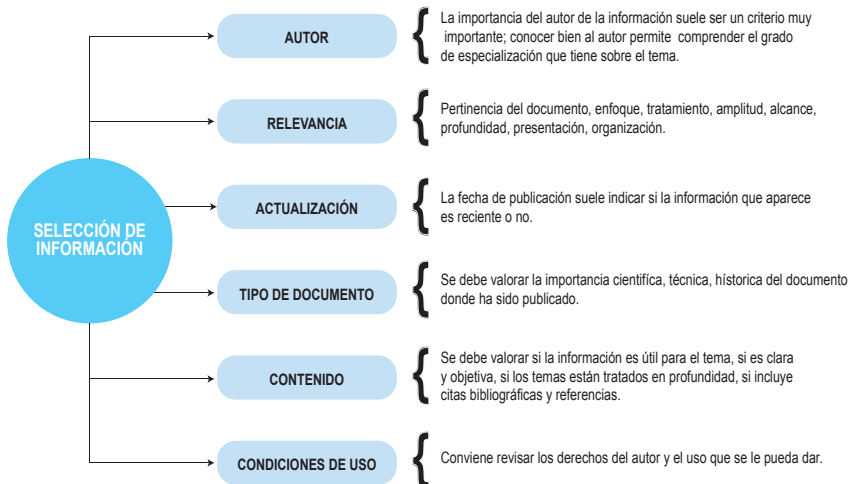 SELECCIÓN DE
INFORMACIÓN
AUTOR
La importancia del autor de la información suele ser un criterio muy
importante; conocer bien al autor permite comprender el grado
de especialización que tiene sobre el tema.
RELEVANCIA
Pertinencia del documento, enfoque, tratamiento, amplitud, alcance,
profundidad, presentación, organización.
ACTUALIZACIÓN
La fecha de publicación suele indicar si la información que aparece
es reciente o no.
TIPO DE DOCUMENTO
Se debe valorar la importancia cientifíca, técnica, hístorica del documento
donde ha sido publicado.
CONTENIDO
Se debe valorar si la información es útil para el tema, si es clara
y objetiva, si los temas están tratados en profundidad, si incluye
citas bibliográficas y referencias.
CONDICIONES DE USO
Conviene revisar los derechos del autor y el uso que se le pueda dar.